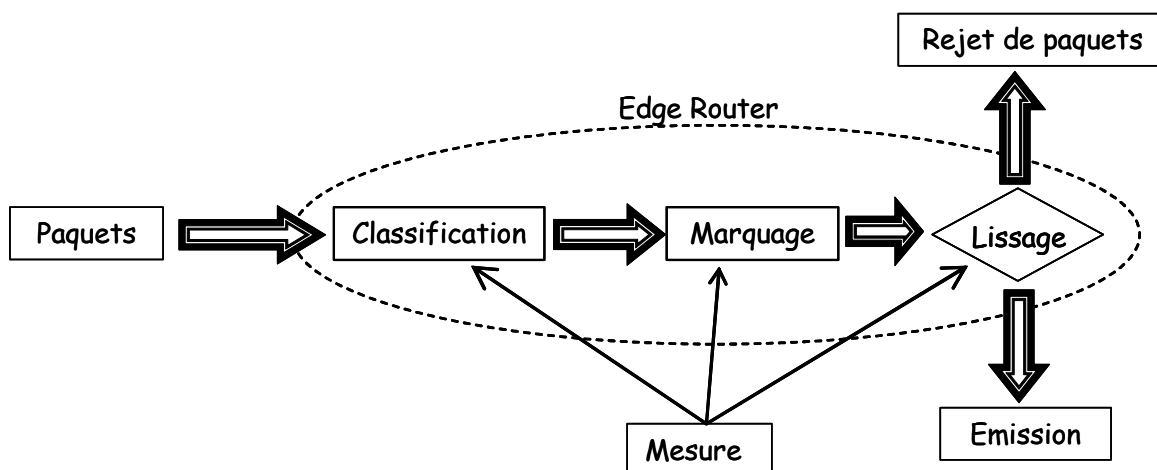 Rejet de paquets
Edge Router
Paquets
Classification
Marquage
Lissage
Mesure
Emission